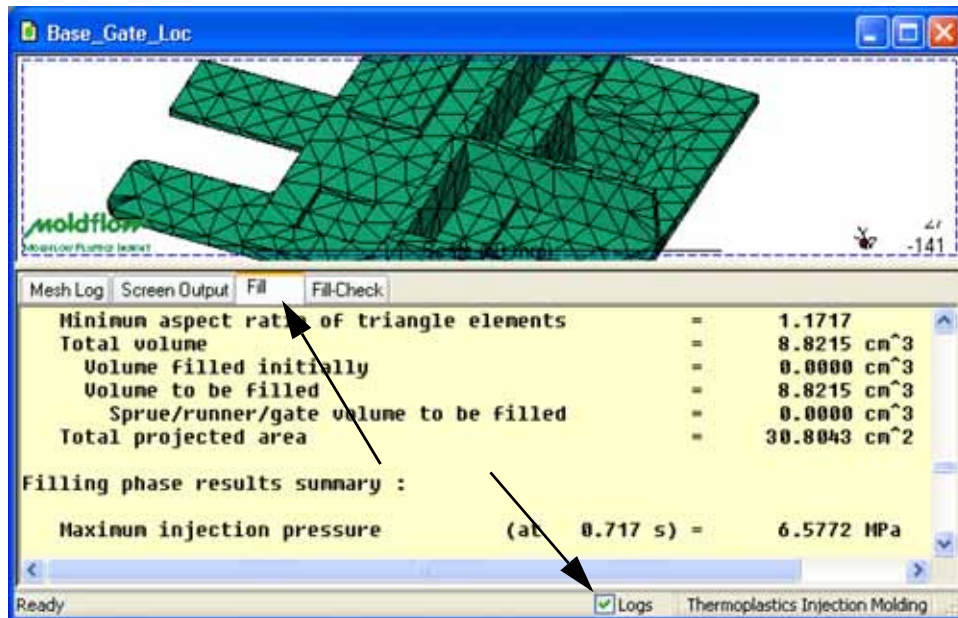 Base_Gate_Loc
moldflow
-141
Mesh Log Screen Output Fill Fill-Check
Minimum aspect ratio of triangle elements = 1.1717
Total volume = 8.8215 cm^3
Volume filled initially = 0.0000 cm^3
Volume to be filled = 8.8215 cm^3
Sprue/runner/gate volume to be filled = 0.0000 cm^3
Total projected area = 30.8043 cm^2
Filling phase results summary :
Maximum injection pressure (at 0.717 s) = 6.5772 MPa
Ready Logs Thermoplastics Injection Molding